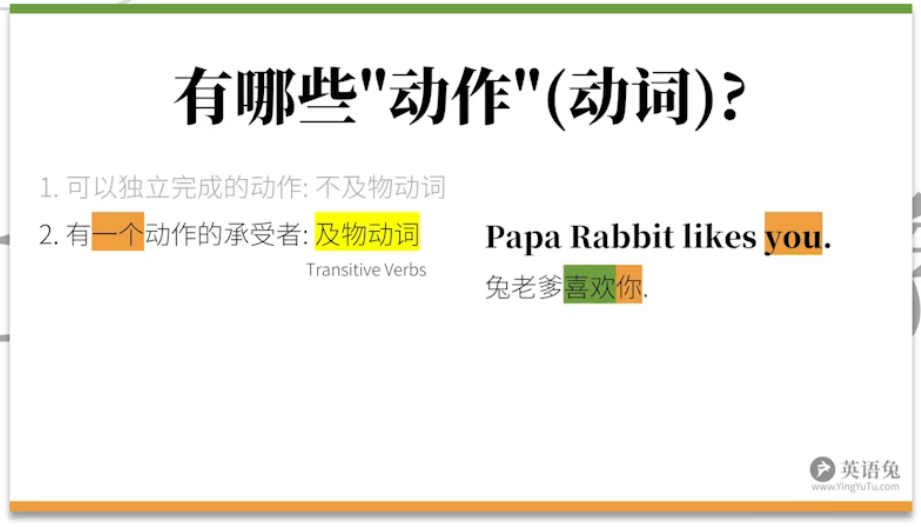 有哪些"动作"(动词)?
1. 可以独立完成的动作: 不及物动词
2. 有一个动作的承受者: 及物动词
Transitive Verbs
Papa Rabbit likes you.
兔老爹喜欢你.
英语兔
www.YingYuTu.com